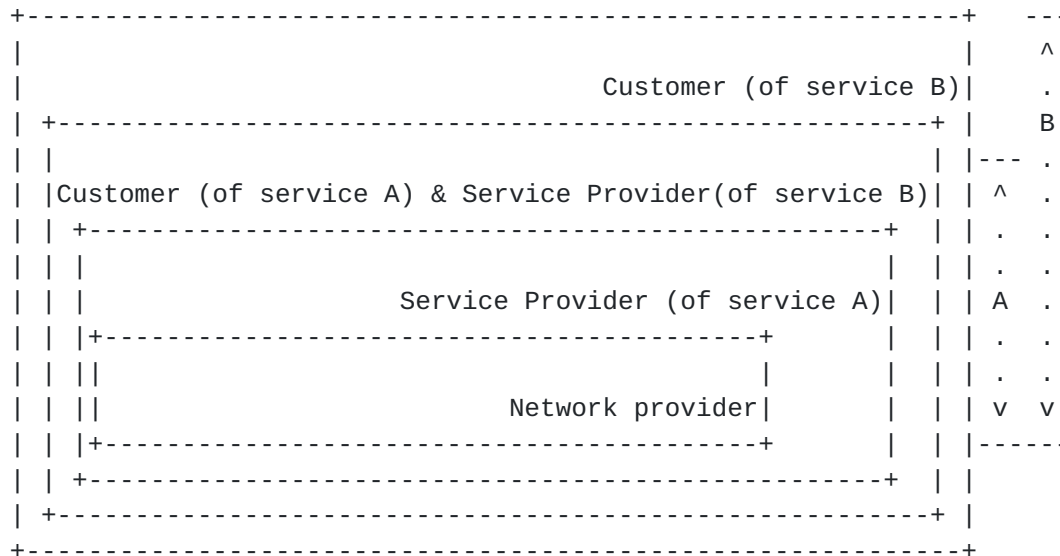 Customer (of service B)
B
Customer (of service A) & Service Provider(of service B)
Service Provider (of service A)
A
Network provider